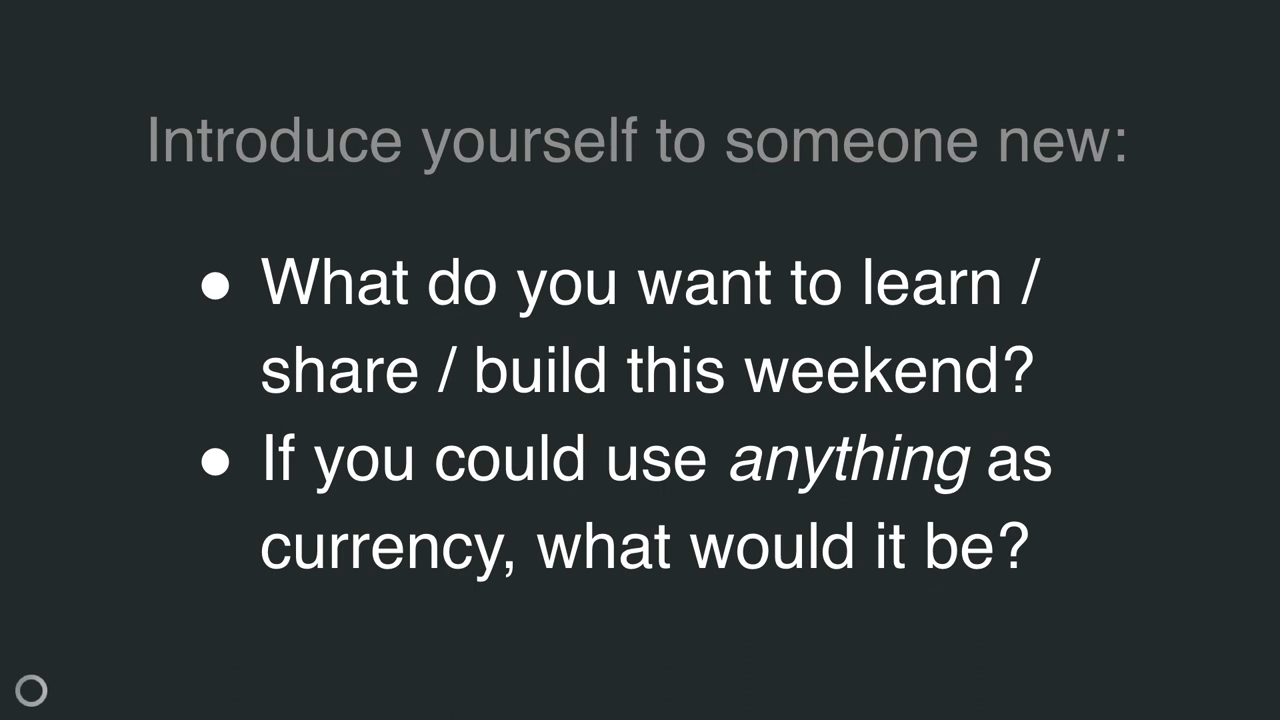 Introduce yourself to someone new:
● What do you want to learn /
share / build this weekend?
● If you could use anything as
currency, what would it be?